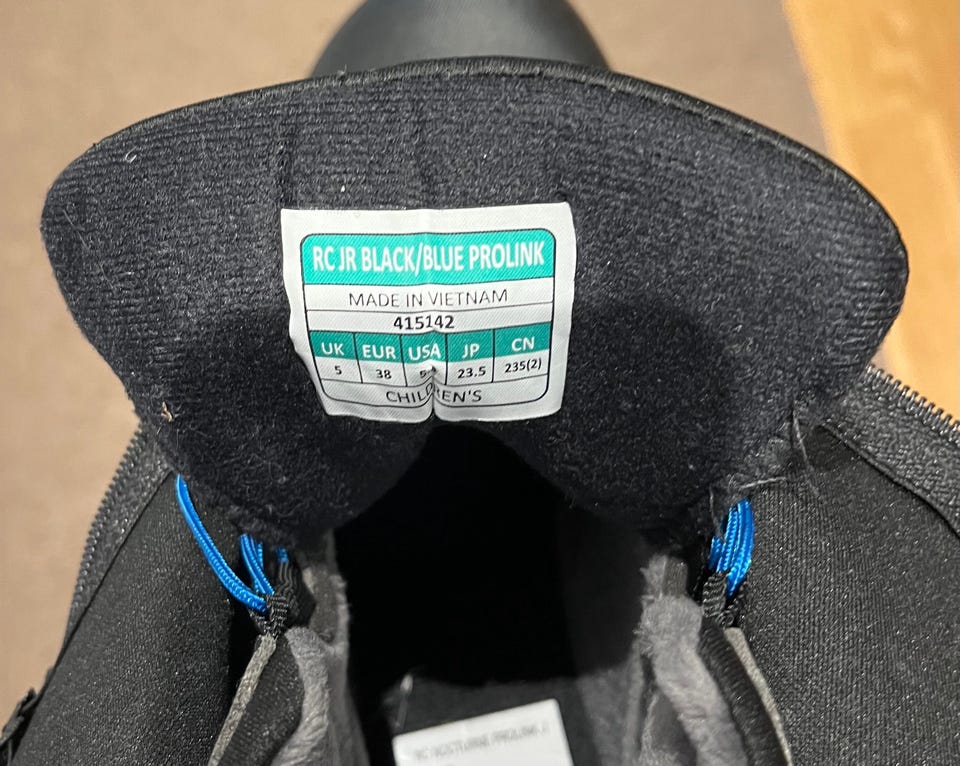 RC JR BLACK/BLUE PROLINK
MADE IN VIETNAM
415142
UK EUR USA JP CN
5 38 23.5 235(2)
CHILDREN'S